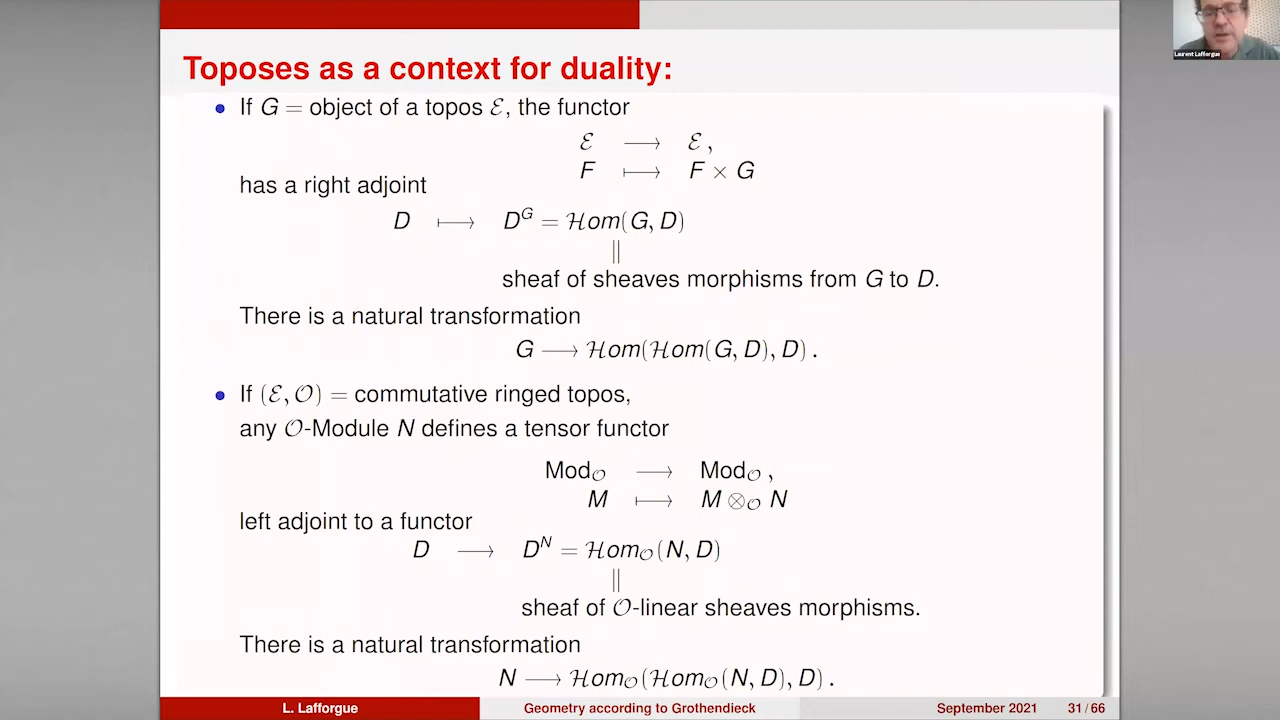 Laurent Lafforgue
Toposes as a context for duality:
• If G = object of a topos ℰ, the functor
ℰ ⟶ ℰ ,
F ⟼ F × G
has a right adjoint
D ⟼ D^G = ℋom(G, D)
||
sheaf of sheaves morphisms from G to D.
There is a natural transformation
G ⟶ ℋom(ℋom(G, D), D) .
• If (ℰ, 𝒪) = commutative ringed topos,
any 𝒪-Module N defines a tensor functor
Mod_𝒪 ⟶ Mod_𝒪 ,
M ⟼ M ⊗_𝒪 N
left adjoint to a functor
D ⟶ D^N = ℋom_𝒪(N, D)
||
sheaf of 𝒪-linear sheaves morphisms.
There is a natural transformation
N ⟶ ℋom_𝒪(ℋom_𝒪(N, D), D) .
L. Lafforgue Geometry according to Grothendieck September 2021 31 / 66